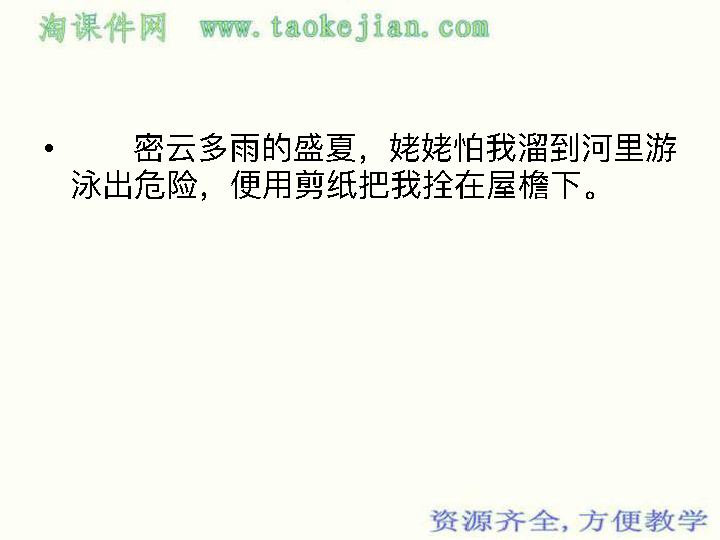 淘课件网 www.taokejian.com
• 密云多雨的盛夏，姥姥怕我溜到河里游
泳出危险，便用剪纸把我拴在屋檐下。
资源齐全,方便教学